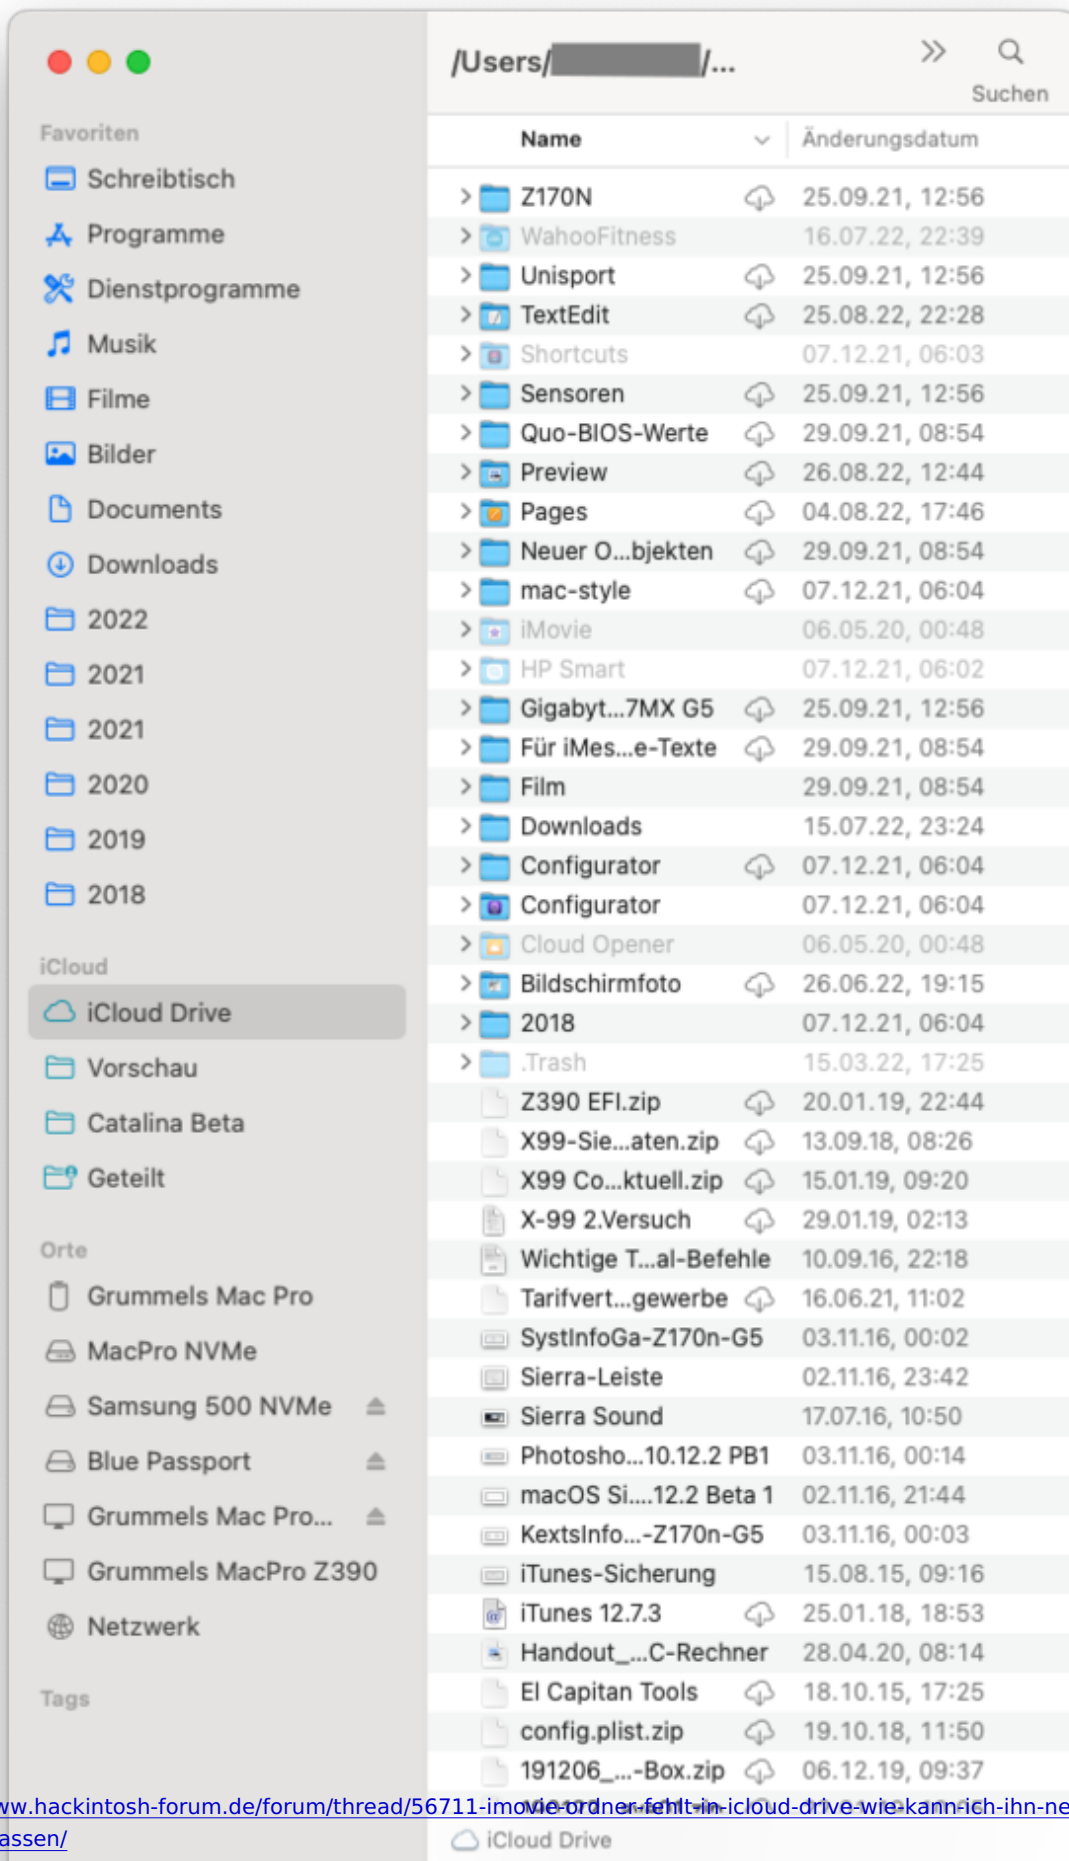 /Users/ /...
Suchen
Favoriten
Schreibtisch
Programme
Dienstprogramme
Musik
Filme
Bilder
Documents
Downloads
2022
2021
2021
2020
2019
2018
iCloud
iCloud Drive
Vorschau
Catalina Beta
Geteilt
Orte
Grummels Mac Pro
MacPro NVMe
Samsung 500 NVMe
Blue Passport
Grummels Mac Pro...
Grummels MacPro Z390
Netzwerk
Tags
Name Änderungsdatum
Z170N 25.09.21, 12:56
WahooFitness 16.07.22, 22:39
Unisport 25.09.21, 12:56
TextEdit 25.08.22, 22:28
Shortcuts 07.12.21, 06:03
Sensoren 25.09.21, 12:56
Quo-BIOS-Werte 29.09.21, 08:54
Preview 26.08.22, 12:44
Pages 04.08.22, 17:46
Neuer O...bjekten 29.09.21, 08:54
mac-style 07.12.21, 06:04
iMovie 06.05.20, 00:48
HP Smart 07.12.21, 06:02
Gigabyt...7MX G5 25.09.21, 12:56
Für iMes...e-Texte 29.09.21, 08:54
Film 29.09.21, 08:54
Downloads 15.07.22, 23:24
Configurator 07.12.21, 06:04
Configurator 07.12.21, 06:04
Cloud Opener 06.05.20, 00:48
Bildschirmfoto 26.06.22, 19:15
2018 07.12.21, 06:04
.Trash 15.03.22, 17:25
Z390 EFI.zip 20.01.19, 22:44
X99-Sie...aten.zip 13.09.18, 08:26
X99 Co...ktuell.zip 15.01.19, 09:20
X-99 2.Versuch 29.01.19, 02:13
Wichtige T...al-Befehle 10.09.16, 22:18
Tarifvert...gewerbe 16.06.21, 11:02
SystInfoGa-Z170n-G5 03.11.16, 00:02
Sierra-Leiste 02.11.16, 23:42
Sierra Sound 17.07.16, 10:50
Photosho...10.12.2 PB1 03.11.16, 00:14
macOS Si....12.2 Beta 1 02.11.16, 21:44
KextsInfo...-Z170n-G5 03.11.16, 00:03
iTunes-Sicherung 15.08.15, 09:16
iTunes 12.7.3 25.01.18, 18:53
Handout_...C-Rechner 28.04.20, 08:14
El Capitan Tools 18.10.15, 17:25
config.plist.zip 19.10.18, 11:50
191206_...-Box.zip 06.12.19, 09:37
ww.hackintosh-forum.de/forum/thread/56711-imovie-ordner-fehlt-in-icloud-drive-wie-kann-ich-ihn-ne
assen/
iCloud Drive